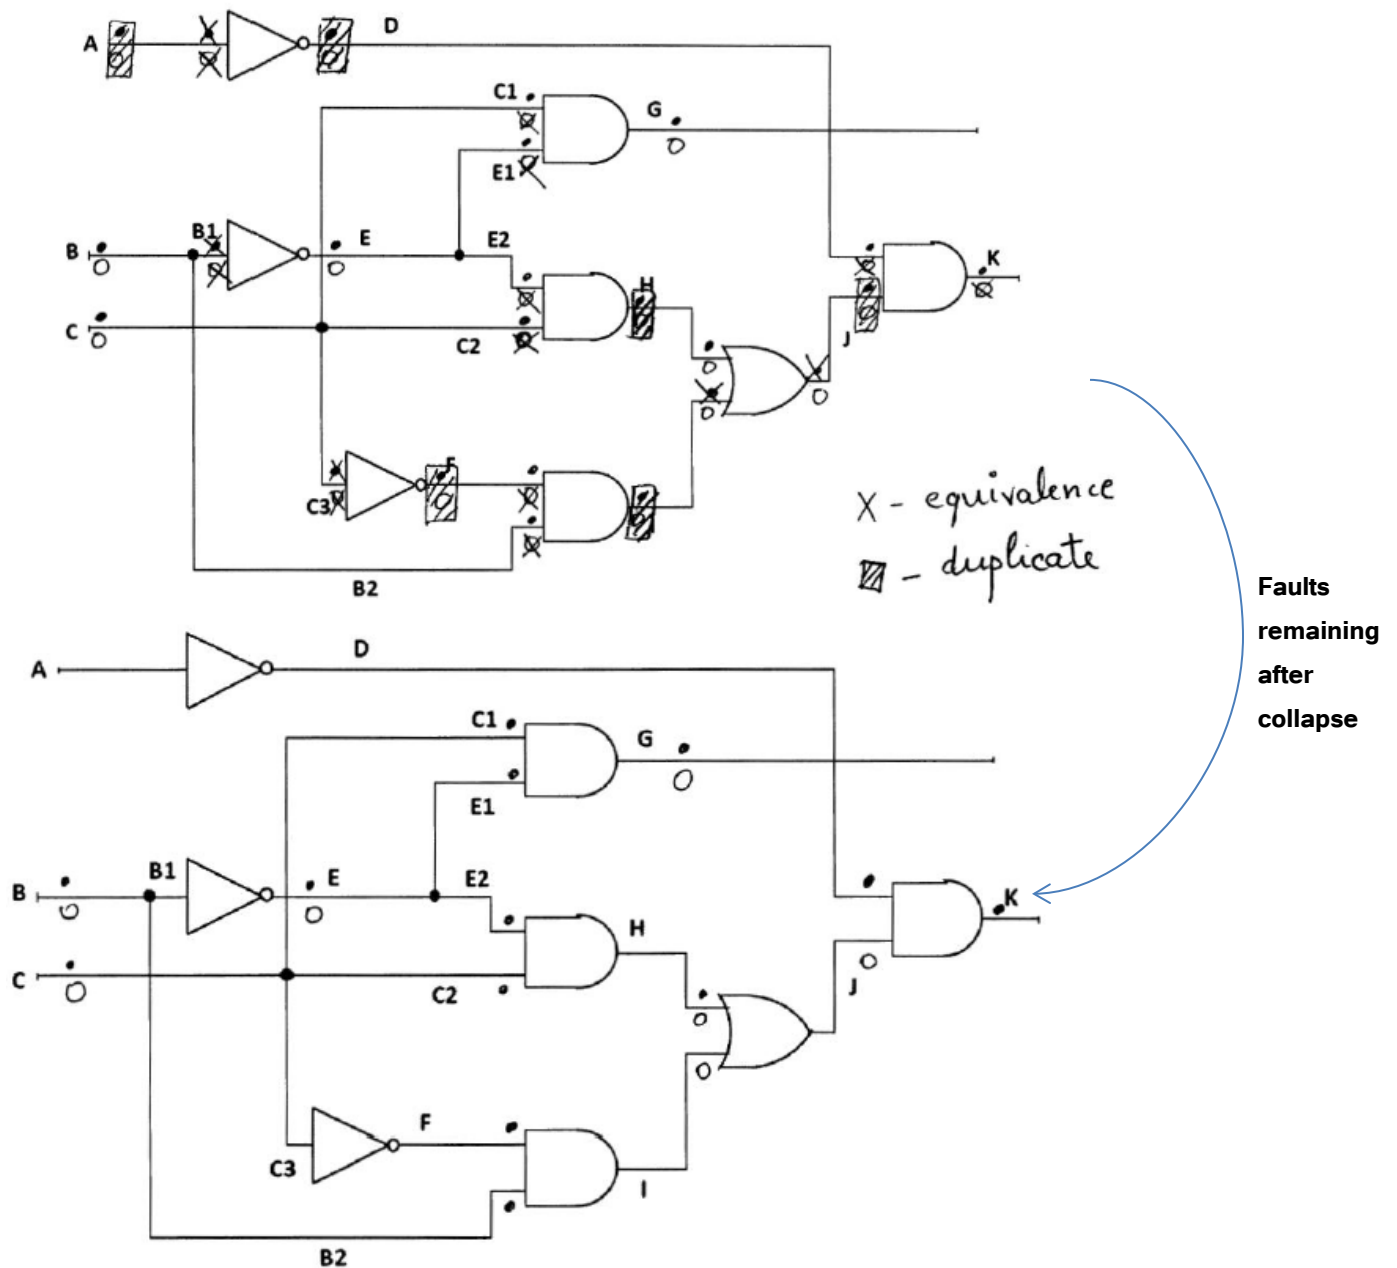 A
D
C1
G
E1
B
B1
E
E2
H
K
C
C2
J
F
C3
B2
X - equivalence
- duplicate
Faults
remaining
after
collapse
A
D
C1
G
E1
B
B1
E
E2
H
K
C
C2
J
F
C3
I
B2